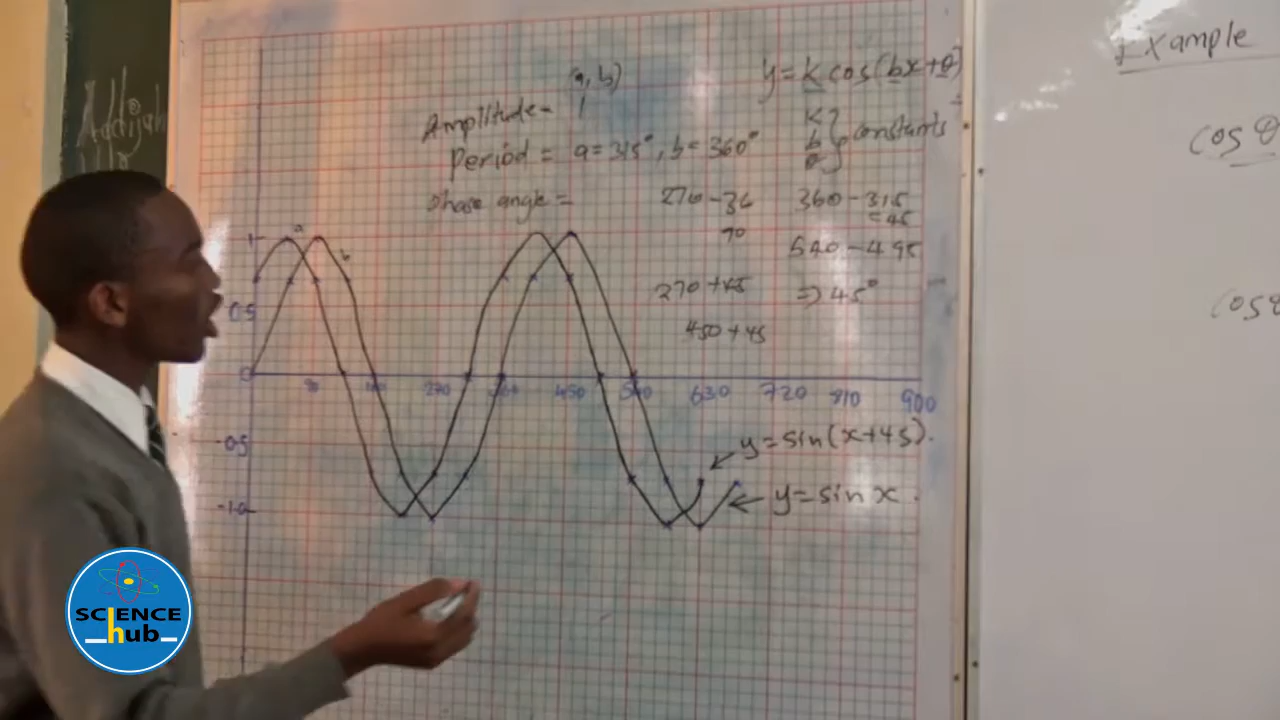 Example
(a, b)
y = k cos(bx+θ)
Amplitude = 1
k
b } constants
θ
cos θ
Period = a=315°, b=360°
Phase angle =
270 - 36
90
360 - 315
= 45
540 - 495
270 + 45
⇒ 45°
450 + 45
a
b
1
0.5
0
-0.5
-1.0
90
180
270
360
450
540
630
720
810
900
y = sin(x+45).
y = sin x .
SCIENCE
hub